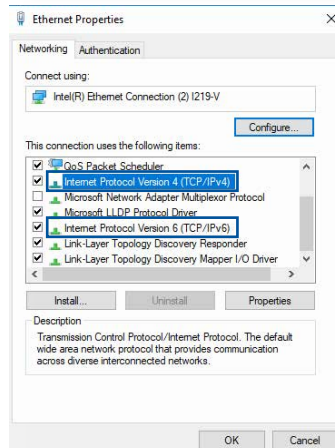 Ethernet Properties
Networking Authentication
Connect using:
Intel(R) Ethernet Connection (2) I219-V
Configure...
This connection uses the following items:
QoS Packet Scheduler
Internet Protocol Version 4 (TCP/IPv4)
Microsoft Network Adapter Multiplexor Protocol
Microsoft LLDP Protocol Driver
Internet Protocol Version 6 (TCP/IPv6)
Link-Layer Topology Discovery Responder
Link-Layer Topology Discovery Mapper I/O Driver
Install... Uninstall Properties
Description
Transmission Control Protocol/Internet Protocol. The default
wide area network protocol that provides communication
across diverse interconnected networks.
OK Cancel